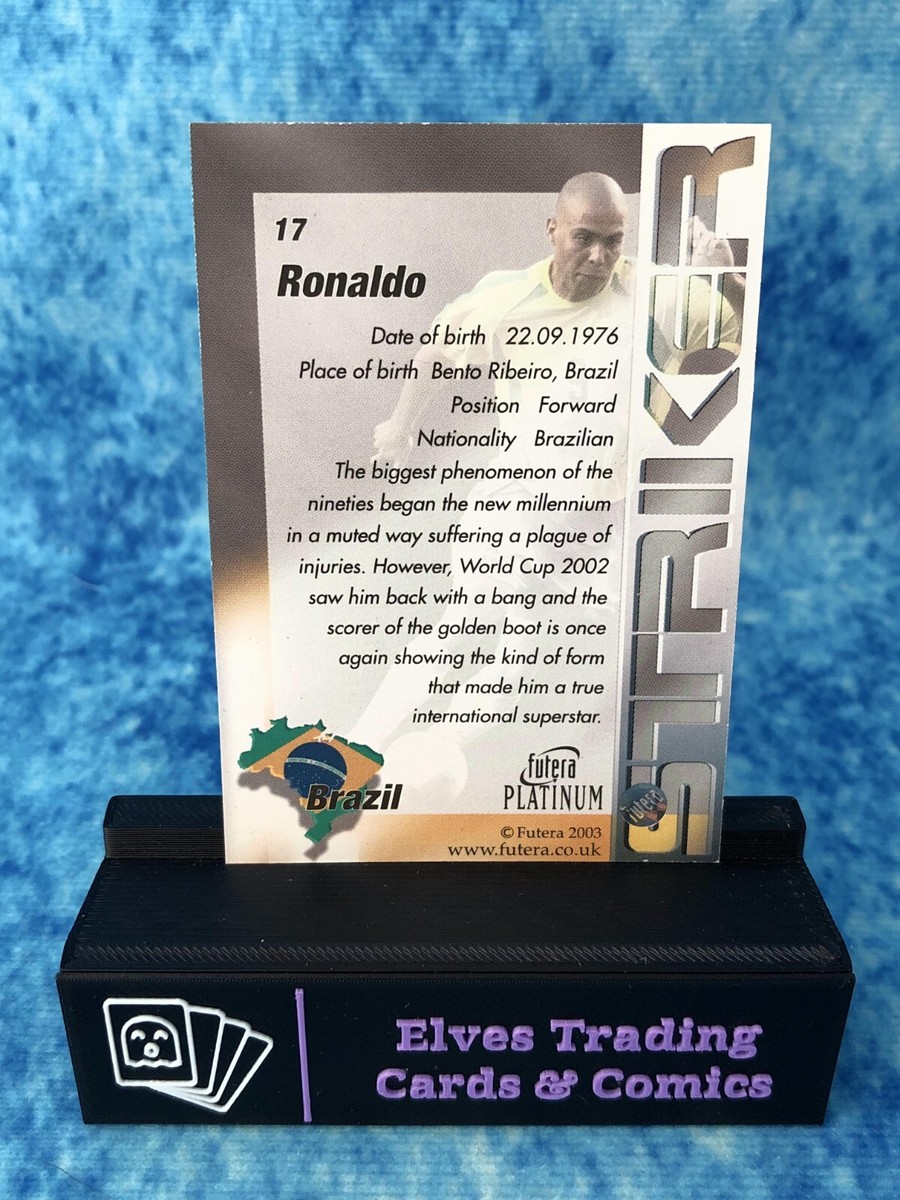 17
Ronaldo
Date of birth 22.09.1976
Place of birth Bento Ribeiro, Brazil
Position Forward
Nationality Brazilian
The biggest phenomenon of the
nineties began the new millennium
in a muted way suffering a plague of
injuries. However, World Cup 2002
saw him back with a bang and the
scorer of the golden boot is once
again showing the kind of form
that made him a true
international superstar.
Brazil
futera
PLATINUM
© Futera 2003
www.futera.co.uk
STRIKER
futera
Elves Trading
Cards & Comics